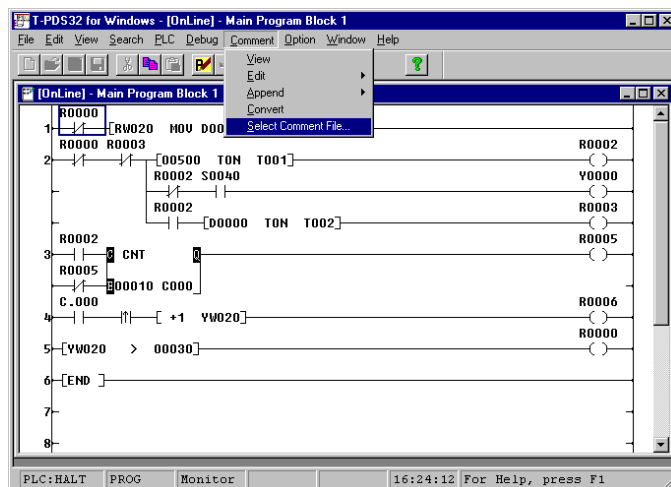 T-PDS32 for Windows - [OnLine] - Main Program Block 1
File Edit View Search PLC Debug Comment Option Window Help
View
Edit
Append
Convert
Select Comment File...
[OnLine] - Main Program Block 1
R0000
1 [RW020 MOV D00
R0000 R0003 R0002
2 [00500 TON T001]
R0002 S0040 Y0000
R0002 R0003
[D0000 TON T002]
R0002 R0005
3 C CNT Q
R0005
E 00010 C000
C.000 R0006
4 [ +1 YW020]
R0000
5 [YW020 > 00030]
6 [END ]
7
8
PLC:HALT PROG Monitor 16:24:12 For Help, press F1